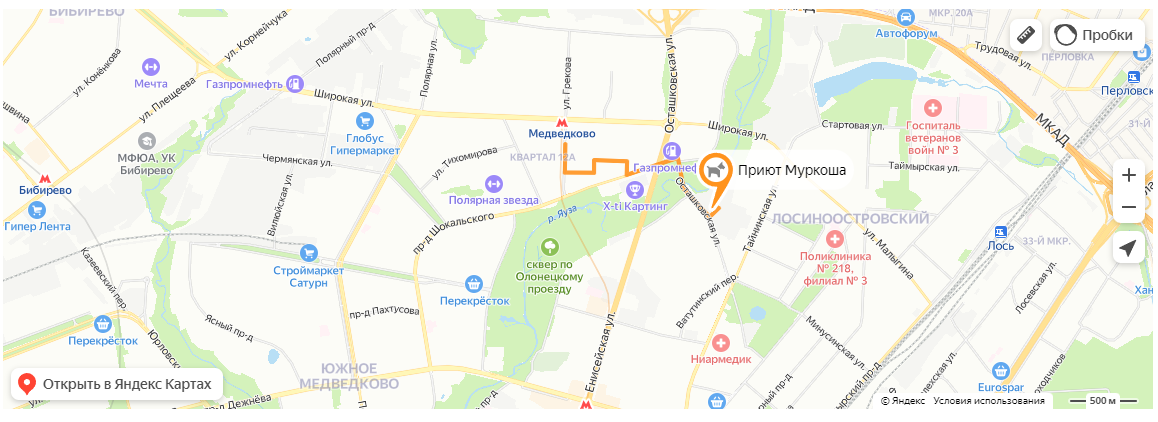 БИБИРЕВО
ул. Корнейчука
Полярный пр-д
ул. Конёнкова
Мечта
ул. Плещеева
Газпромнефть
Широкая ул.
Полярная ул.
ул. Грекова
Осташковская ул.
МКР. 20А
Автофорум
Трудовая ул.
Пробки
ПЕРЛОВКА
Перловск
МКАД
31-Й
Медведково
Глобус
Гипермаркет
МФЮА, УК
Бибирево
Чермянская ул.
ул. Тихомирова
КВАРТАЛ 12А
Широкая ул.
Стартовая ул.
Госпиталь
ветеранов
войн № 3
Таймырская ул.
Газпромнеф
Приют Муркоша
Бибирево
Гипер Лента
Вилюйская ул.
Полярная звезда
X-ti Картинг
Осташковская ул.
Тайнинская ул.
ЛОСИНООСТРОВСКИЙ
пр-д Шокальского
р. Яуза
сквер по
Олонецкому
проезду
Поликлиника
№ 218,
филиал № 3
ул. Малыгина
Лось
33-Й МКР.
Казеевский пер.
Строймаркет
Сатурн
Перекрёсток
Ватутинский пер.
Лосевская ул.
Хан
Ясный пр-д
пр-д Пахтусова
Перекрёсток
Енисейская ул.
Минусинская ул.
Ниармедик
ЮЖНОЕ
МЕДВЕДКОВО
Eurospar
Открыть в Яндекс Картах
© Яндекс Условия использования
500 м